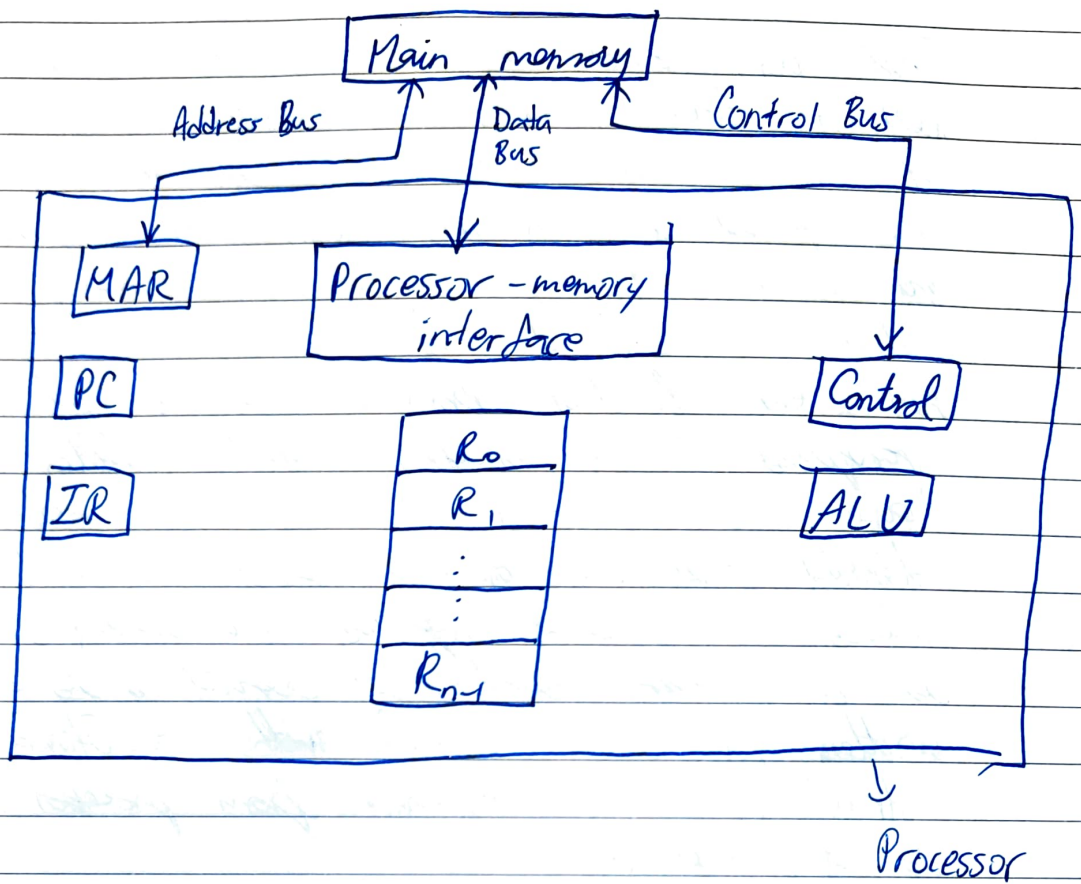 Main memory
Address Bus
Data
Bus
Control Bus
MAR
Processor - memory
interface
PC
Control
R0
IR
R1
ALU
:
:
Rn-1
Processor